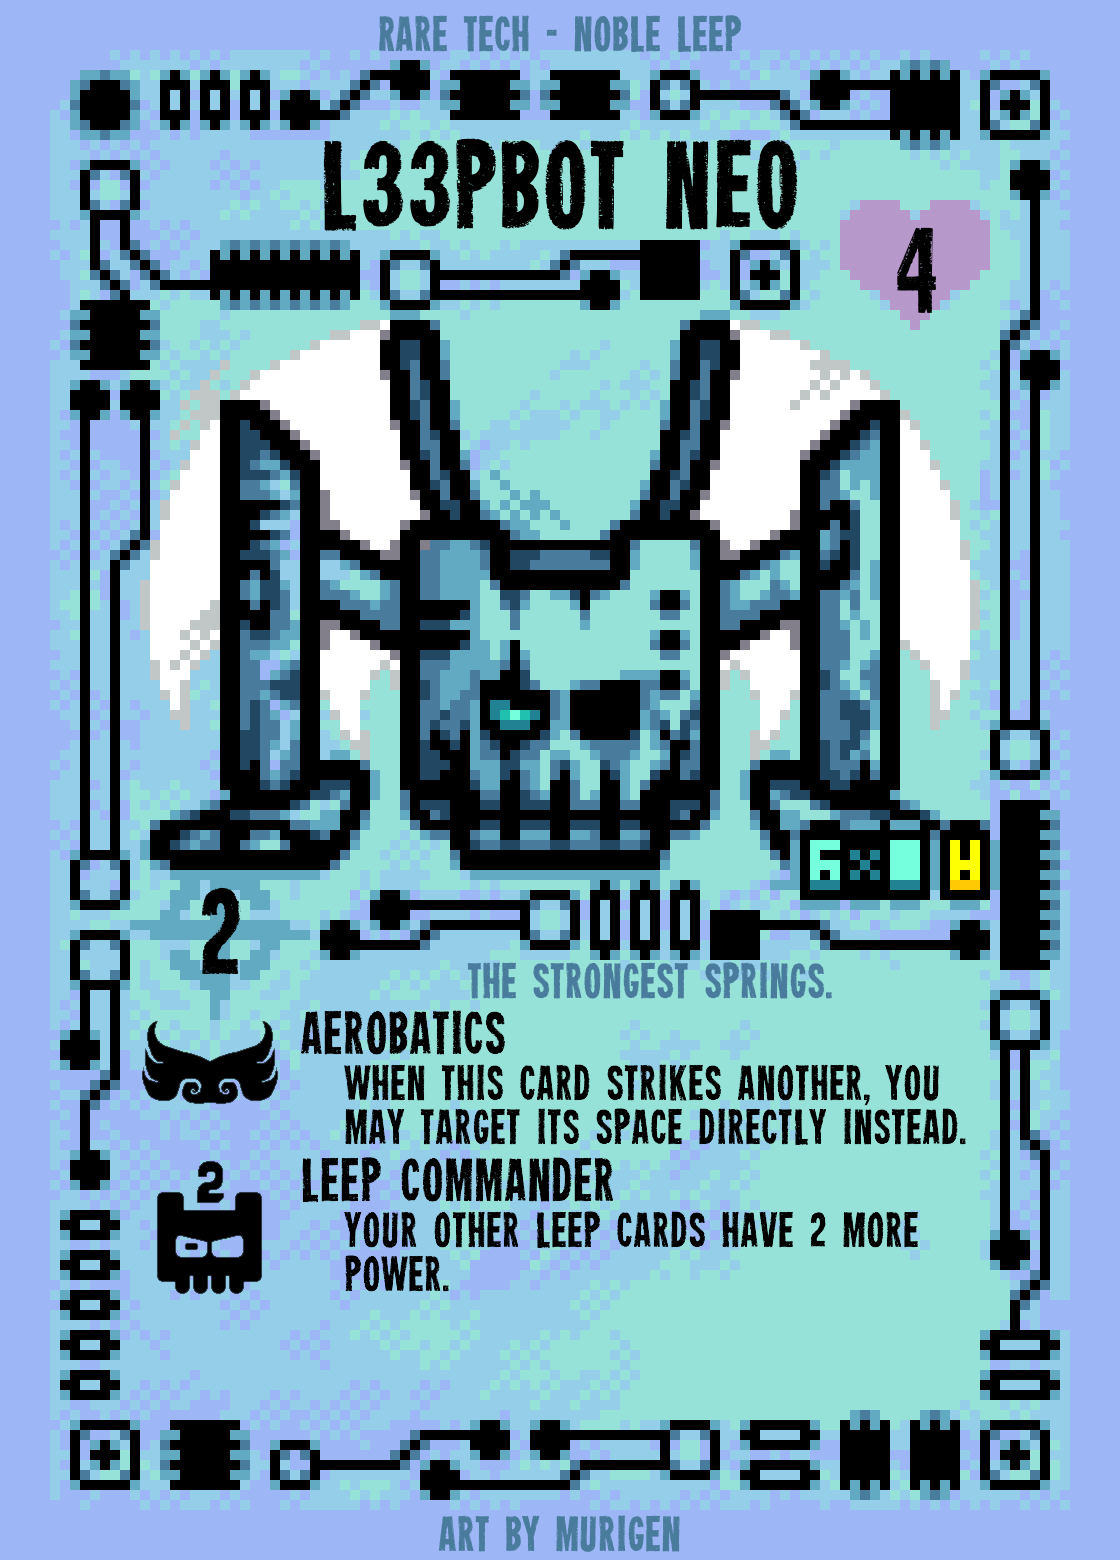 RARE TECH - NOBLE LEEP
L33PBOT NEO
4
2
THE STRONGEST SPRINGS.
AEROBATICS
WHEN THIS CARD STRIKES ANOTHER, YOU
MAY TARGET ITS SPACE DIRECTLY INSTEAD.
2
LEEP COMMANDER
YOUR OTHER LEEP CARDS HAVE 2 MORE
POWER.
ART BY MURIGEN